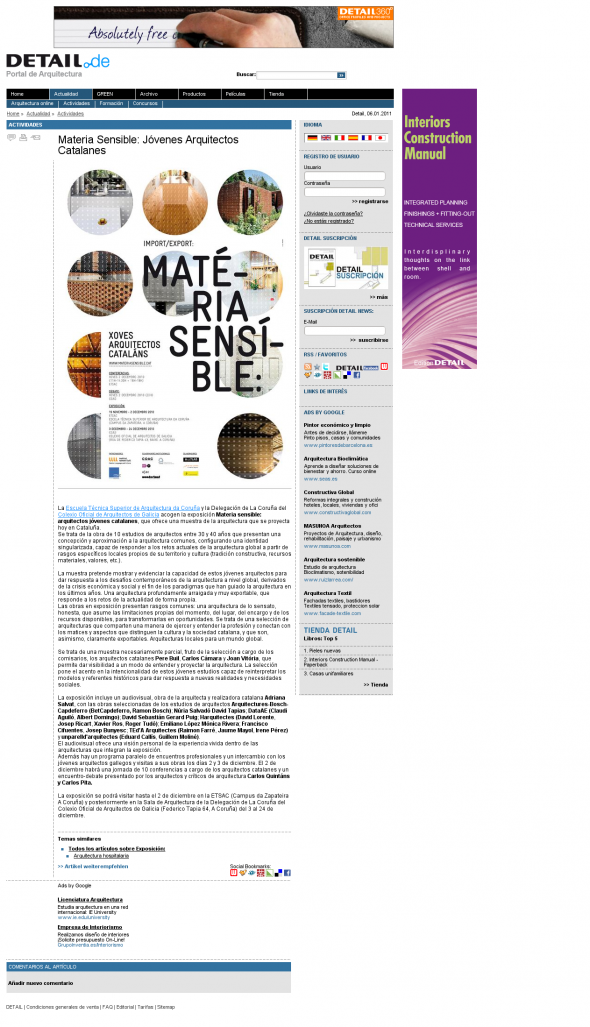 Absolutely free
DETAIL360°
DETAIL.de
Portal de Arquitectura
Buscar:
Home Actualidad GREEN Archivo Productos Películas Tienda
Arquitectura online Actividades Formación Concursos
Home » Actualidad » Actividades
Detail, 06.01.2011
ACTIVIDADES
Materia Sensible: Jóvenes Arquitectos
Catalanes
IMPORT/EXPORT:
MATÉ-
RIA
SENSÍ-
BLE:
XOVES
ARQUITECTOS
CATALÁNS
La Escuela Técnica Superior de Arquitectura da Coruña y la Delegación de La Coruña del
Colexio Oficial de Arquitectos de Galicia acogen la exposición Materia sensible:
arquitectos jóvenes catalanes, que ofrece una muestra de la arquitectura que se proyecta
hoy en Cataluña.
Se trata de la obra de 10 estudios de arquitectos entre 30 y 40 años que presentan una
concepción y aproximación a la arquitectura comunes, configurando una identidad
singularizada, capaz de responder a los retos actuales de la arquitectura global a partir de
rasgos específicos locales propios de su territorio y cultura (tradición constructiva, recursos
materiales, valores, etc.).
La muestra pretende mostrar y evidenciar la capacidad de estos jóvenes arquitectos para
dar respuesta a los desafíos contemporáneos de la arquitectura a nivel global, derivados
de la crisis económica y social y el fin de los paradigmas que han guiado la arquitectura en
los últimos años. Una arquitectura profundamente arraigada y muy exportable, que
responde a los retos de la actualidad de forma propia.
Las obras en exposición presentan rasgos comunes: una arquitectura de lo sensato,
honesta, que asume las limitaciones propias del momento, del lugar, del encargo y de los
recursos disponibles, para transformarlas en oportunidades. Se trata de una selección de
arquitecturas que comparten una manera de ejercer y entender la profesión y conectan con
los matices y aspectos que distinguen la cultura y la sociedad catalana, y que son,
asimismo, claramente exportables. Arquitecturas locales para un mundo global.
Se trata de una muestra necesariamente parcial, fruto de la selección a cargo de los
comisarios, los arquitectos catalanes Pere Buil, Carlos Cámara y Joan Vitória, que
permite dar visibilidad a un modo de entender y proyectar la arquitectura. La selección
pone el acento en la intencionalidad de estos jóvenes estudios capaz de reinterpretar los
modelos y referentes históricos para dar respuesta a nuevas realidades y necesidades
sociales.
La exposición incluye un audiovisual, obra de la arquitecta y realizadora catalana Adriana
Salvat, con las obras seleccionadas de los estudios de arquitectos Arquitectures-Bosch-
Capdeferro (BetCapdeferro, Ramon Bosch); Núria Salvadó David Tapias; DataAE (Claudi
Aguiló, Albert Domingo); David Sebastián Gerard Puig; Harquitectes (David Lorente,
Josep Ricart, Xavier Ros, Roger Tudó); Emiliano López Mónica Rivera; Francisco
Cifuentes, Josep Bunyesc; TEd'A Arquitectes (Raimon Farré, Jaume Mayol, Irene Pérez)
y unparelld'arquitectes (Eduard Callís, Guillem Moliné).
El audiovisual ofrece una visión personal de la experiencia vivida dentro de las
arquitecturas que integran la exposición.
Además hay un programa paralelo de encuentros profesionales y un intercambio con los
jóvenes arquitectos gallegos y visitas a sus obras los días 2 y 3 de diciembre. El 2 de
diciembre habrá una jornada de 10 conferencias a cargo de los arquitectos catalanes y un
encuentro-debate presentado por los arquitectos y críticos de arquitectura Carlos Quintáns
y Carlos Pita.
La exposición se podrá visitar hasta el 2 de diciembre en la ETSAC (Campus da Zapateira
A Coruña) y posteriormente en la Sala de Arquitectura de la Delegación de La Coruña del
Colexio Oficial de Arquitectos de Galicia (Federico Tapia 64, A Coruña) del 3 al 24 de
diciembre.
Temas similares
Todos los artículos sobre Exposición:
Arquitectura hospitalaria
>> Artikel weiterempfehlen
Social Bookmarks:
Ads by Google
Licenciatura Arquitectura
Estudia arquitectura en una red
internacional. IE University
www.ie.edu/university
Empresa de Interiorismo
Realizamos diseño de interiores
¡Solicite presupuesto On-Line!
Grupoinventia.es/Interiorismo
COMENTARIOS AL ARTÍCULO
Añadir nuevo comentario
DETAIL | Condiciones generales de venta | FAQ | Editorial | Tarifas | Sitemap
IDIOMA
REGISTRO DE USUARIO
Usuario
Contraseña
>> registrarse
¿Olvidaste la contraseña?
¿No estás registrado?
DETAIL SUSCRIPCIÓN
DETAIL
DETAIL
SUSCRIPCIÓN
>> más
SUSCRIPCIÓN DETAIL NEWS:
E-Mail
>> suscribirse
RSS / FAVORITOS
DETAIL
LINKS DE INTERÉS
ADS BY GOOGLE
Pintor económico y limpio
Antes de decidirse, llámeme
Pinto pisos, casas y comunidades
www.pintoresdebarcelona.es
Arquitectura Bioclimática
Aprende a diseñar soluciones de
bienestar y ahorro. Curso online
www.seas.es
Constructiva Global
Reformas integrales y construcción
hoteles, locales, viviendas y ofici
www.constructivaglobal.com
MASUNOA Arquitectos
Proyectos de Arquitectura, diseño,
rehabilitación, paisaje y urbanismo
www.masunoa.com
Arquitectura sostenible
Estudio de arquitectura
Bioclimatismo, sotenibilidad
www.ruizlarrea.com/
Arquitectura Textil
Fachadas textiles, bastidores
Textiles tensado, proteccion solar
www.facade-textile.com
TIENDA DETAIL
Libros: Top 5
1. Pieles nuevas
2. Interiors Construction Manual -
Paperback
3. Casas unifamiliares
>> Tienda
Interiors
Construction
Manual
INTEGRATED PLANNING
FINISHINGS + FITTING-OUT
TECHNICAL SERVICES
Interdisplinary
thoughts on the link
between shell and
room.
Edition DETAIL